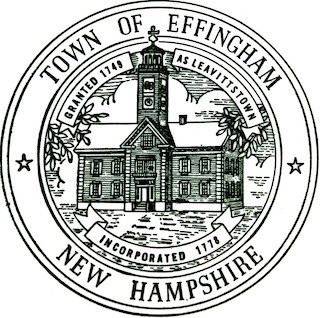 TOWN OF EFFINGHAM
GRANTED 1749 AS LEAVITTSTOWN
INCORPORATED 1778
NEW HAMPSHIRE